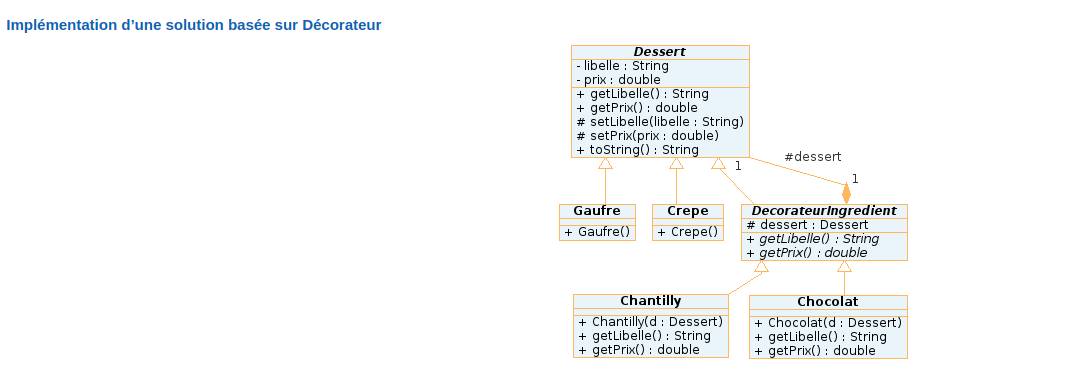 Implémentation d’une solution basée sur Décorateur
Dessert
- libelle : String
- prix : double
+ getLibelle() : String
+ getPrix() : double
# setLibelle(libelle : String)
# setPrix(prix : double)
+ toString() : String
#dessert
1
1
Gaufre
+ Gaufre()
Crepe
+ Crepe()
DecorateurIngredient
# dessert : Dessert
+ getLibelle() : String
+ getPrix() : double
Chantilly
+ Chantilly(d : Dessert)
+ getLibelle() : String
+ getPrix() : double
Chocolat
+ Chocolat(d : Dessert)
+ getLibelle() : String
+ getPrix() : double